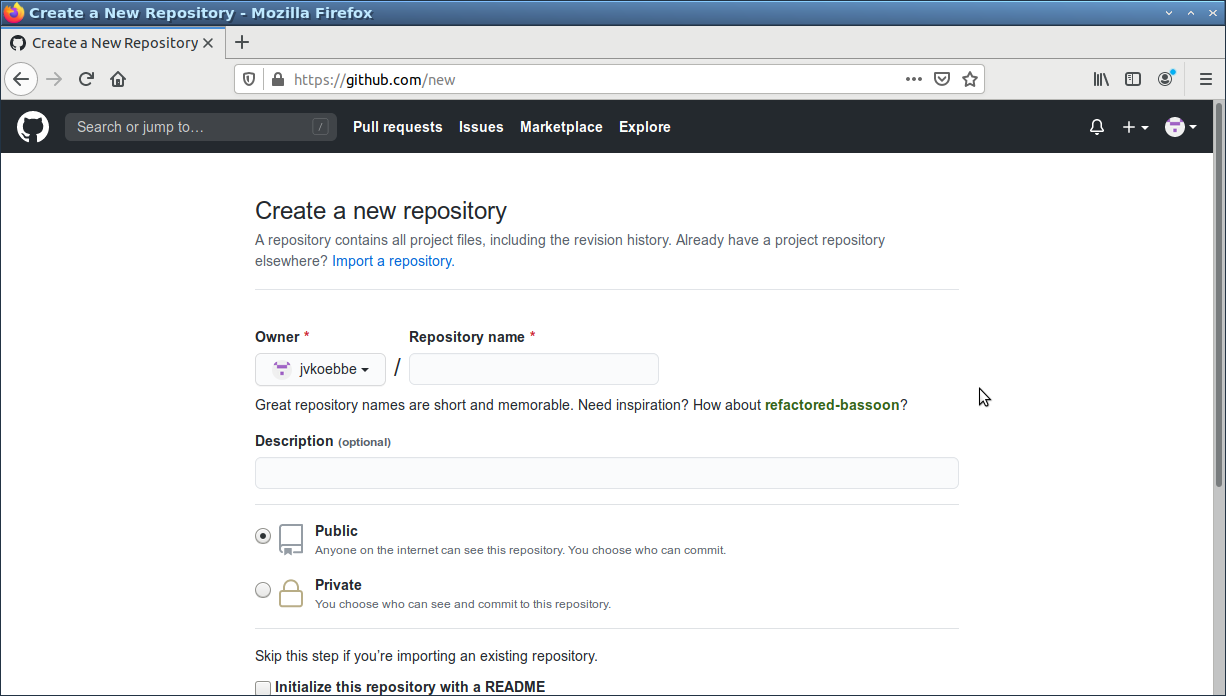 Create a New Repository - Mozilla Firefox
Create a New Repository
https://github.com/new
Search or jump to… /
Pull requests Issues Marketplace Explore
Create a new repository
A repository contains all project files, including the revision history. Already have a project repository
elsewhere? Import a repository.
Owner * Repository name *
jvkoebbe /
Great repository names are short and memorable. Need inspiration? How about refactored-bassoon?
Description (optional)
Public
Anyone on the internet can see this repository. You choose who can commit.
Private
You choose who can see and commit to this repository.
Skip this step if you’re importing an existing repository.
Initialize this repository with a README